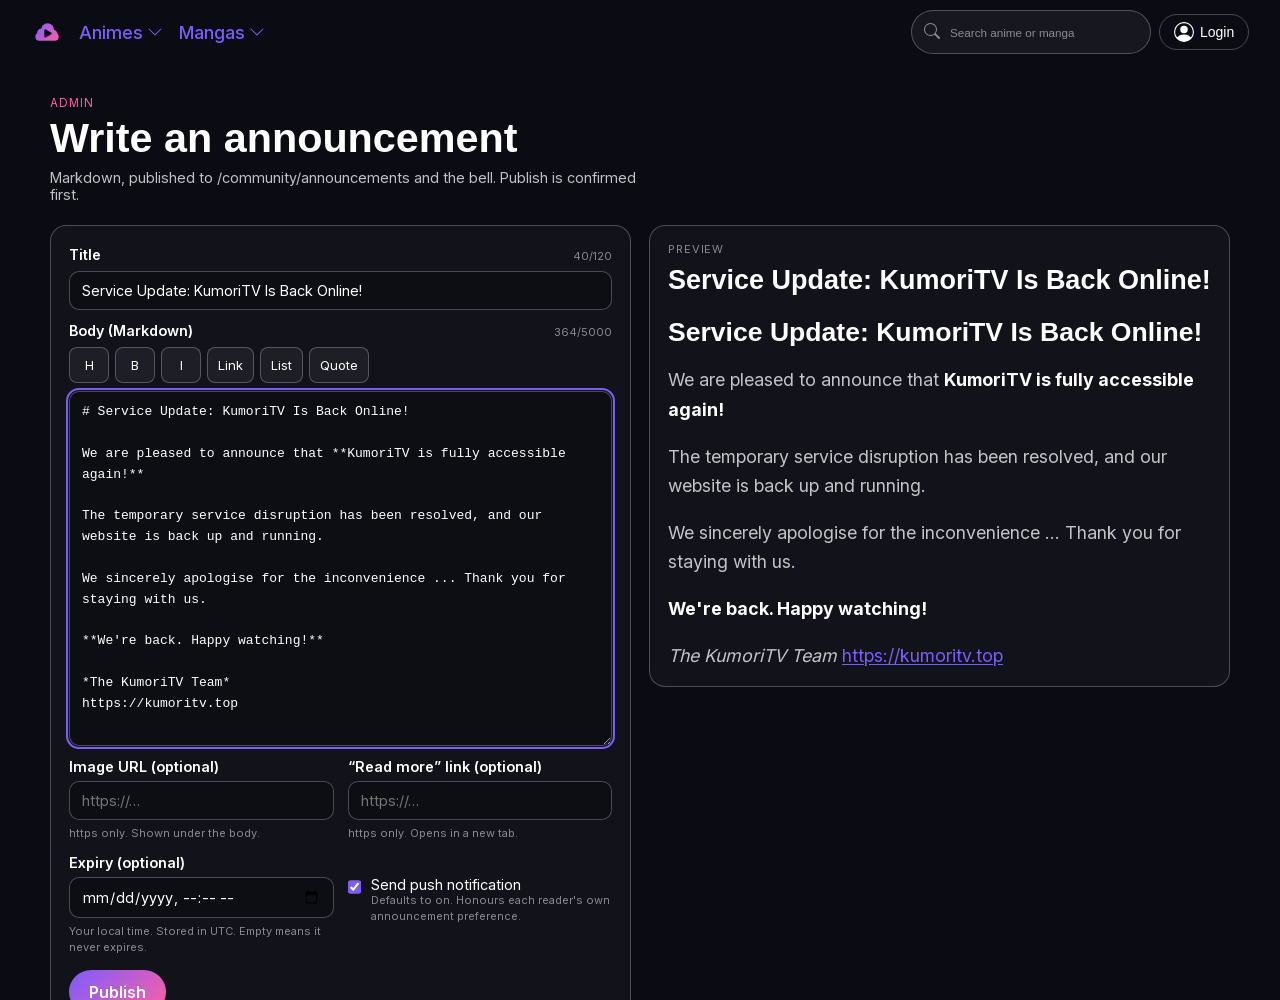 Animes
Mangas
Search anime or manga
Login
ADMIN
Write an announcement
Markdown, published to /community/announcements and the bell. Publish is confirmed
first.
Title
40/120
Service Update: KumoriTV Is Back Online!
Body (Markdown)
364/5000
H
B
I
Link
List
Quote
# Service Update: KumoriTV Is Back Online!
We are pleased to announce that **KumoriTV is fully accessible
again!**
The temporary service disruption has been resolved, and our
website is back up and running.
We sincerely apologise for the inconvenience ... Thank you for
staying with us.
**We're back. Happy watching!**
*The KumoriTV Team*
https://kumoritv.top
Image URL (optional)
https://...
https only. Shown under the body.
“Read more” link (optional)
https://...
https only. Opens in a new tab.
Expiry (optional)
mm/dd/yyyy, --:-- --
Your local time. Stored in UTC. Empty means it
never expires.
Send push notification
Defaults to on. Honours each reader's own
announcement preference.
Publish
PREVIEW
Service Update: KumoriTV Is Back Online!
Service Update: KumoriTV Is Back Online!
We are pleased to announce that KumoriTV is fully accessible
again!
The temporary service disruption has been resolved, and our
website is back up and running.
We sincerely apologise for the inconvenience ... Thank you for
staying with us.
We're back. Happy watching!
The KumoriTV Team https://kumoritv.top